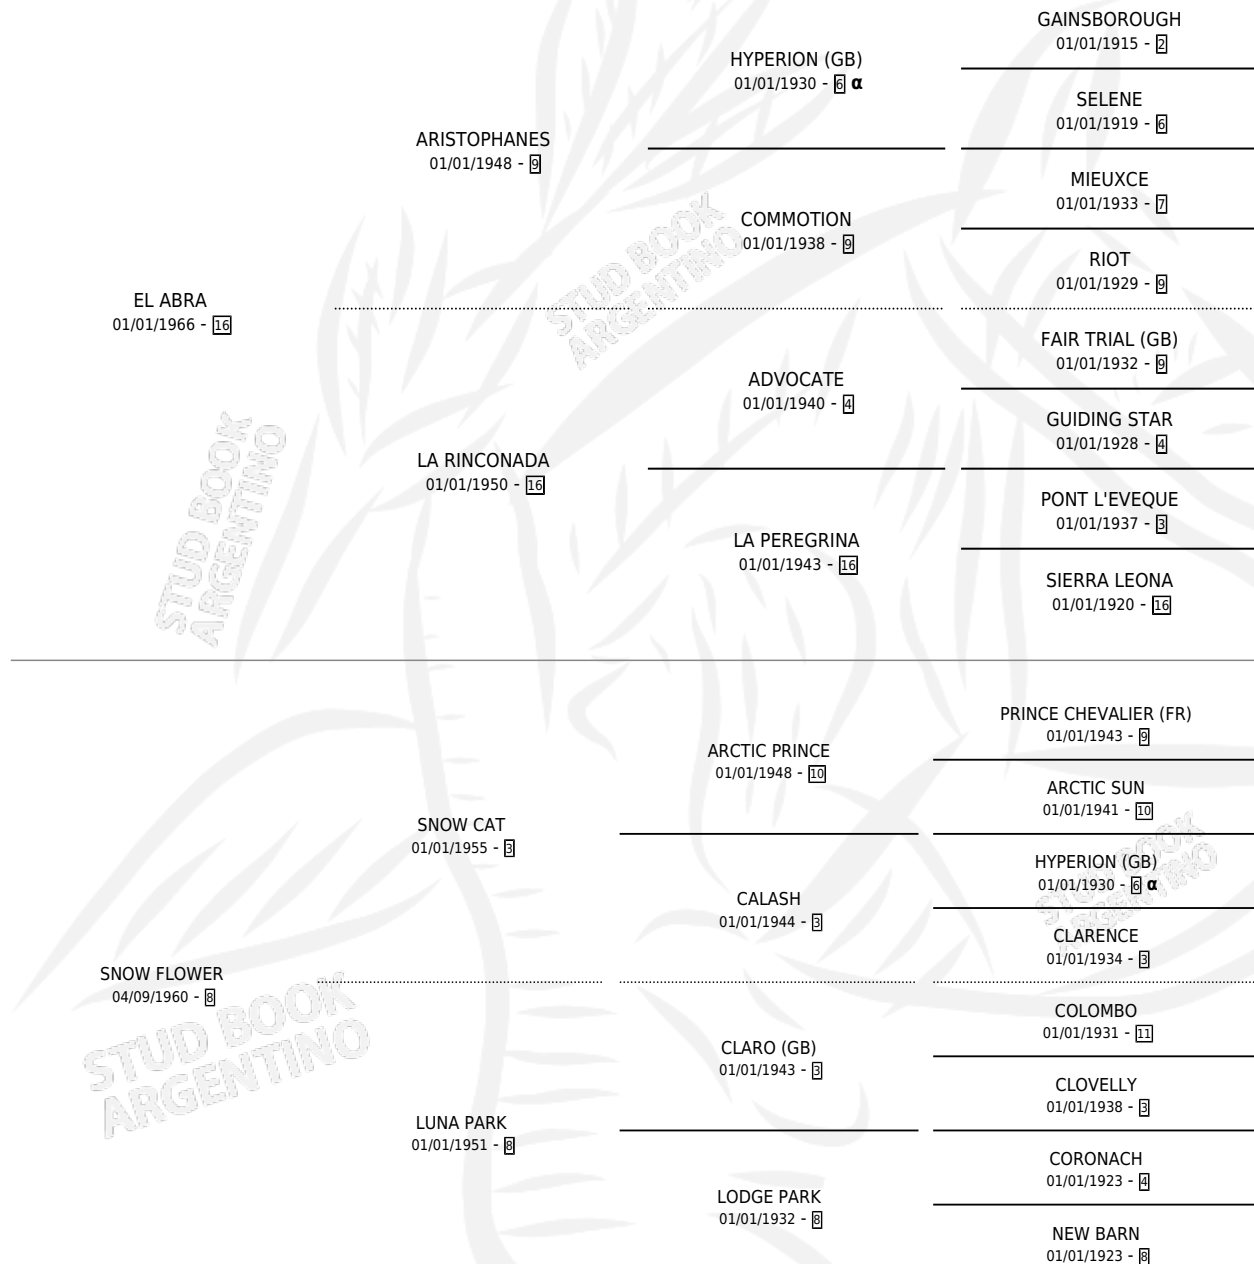 GAINSBOROUGH
01/01/1915 - 2
HYPERION (GB)
01/01/1930 - 6 α
SELENE
01/01/1919 - 6
ARISTOPHANES
01/01/1948 - 9
MIEUXCE
01/01/1933 - 7
COMMOTION
01/01/1938 - 9
RIOT
01/01/1929 - 9
EL ABRA
01/01/1966 - 16
STUD BOOK
ARGENTINO
FAIR TRIAL (GB)
01/01/1932 - 9
ADVOCATE
01/01/1940 - 4
GUIDING STAR
01/01/1928 - 4
LA RINCONADA
01/01/1950 - 16
PONT L'EVEQUE
01/01/1937 - 3
LA PEREGRINA
01/01/1943 - 16
SIERRA LEONA
01/01/1920 - 16
STUD BOOK
ARGENTINO
PRINCE CHEVALIER (FR)
01/01/1943 - 9
ARCTIC PRINCE
01/01/1948 - 10
ARCTIC SUN
01/01/1941 - 10
SNOW CAT
01/01/1955 - 3
HYPERION (GB)
01/01/1930 - 6 α
STUD BOOK
ARGENTINO
CALASH
01/01/1944 - 3
CLARENCE
01/01/1934 - 3
SNOW FLOWER
04/09/1960 - 8
STUD BOOK
ARGENTINO
COLOMBO
01/01/1931 - 11
CLARO (GB)
01/01/1943 - 3
CLOVELLY
01/01/1938 - 3
LUNA PARK
01/01/1951 - 8
CORONACH
01/01/1923 - 4
LODGE PARK
01/01/1932 - 8
NEW BARN
01/01/1923 - 8